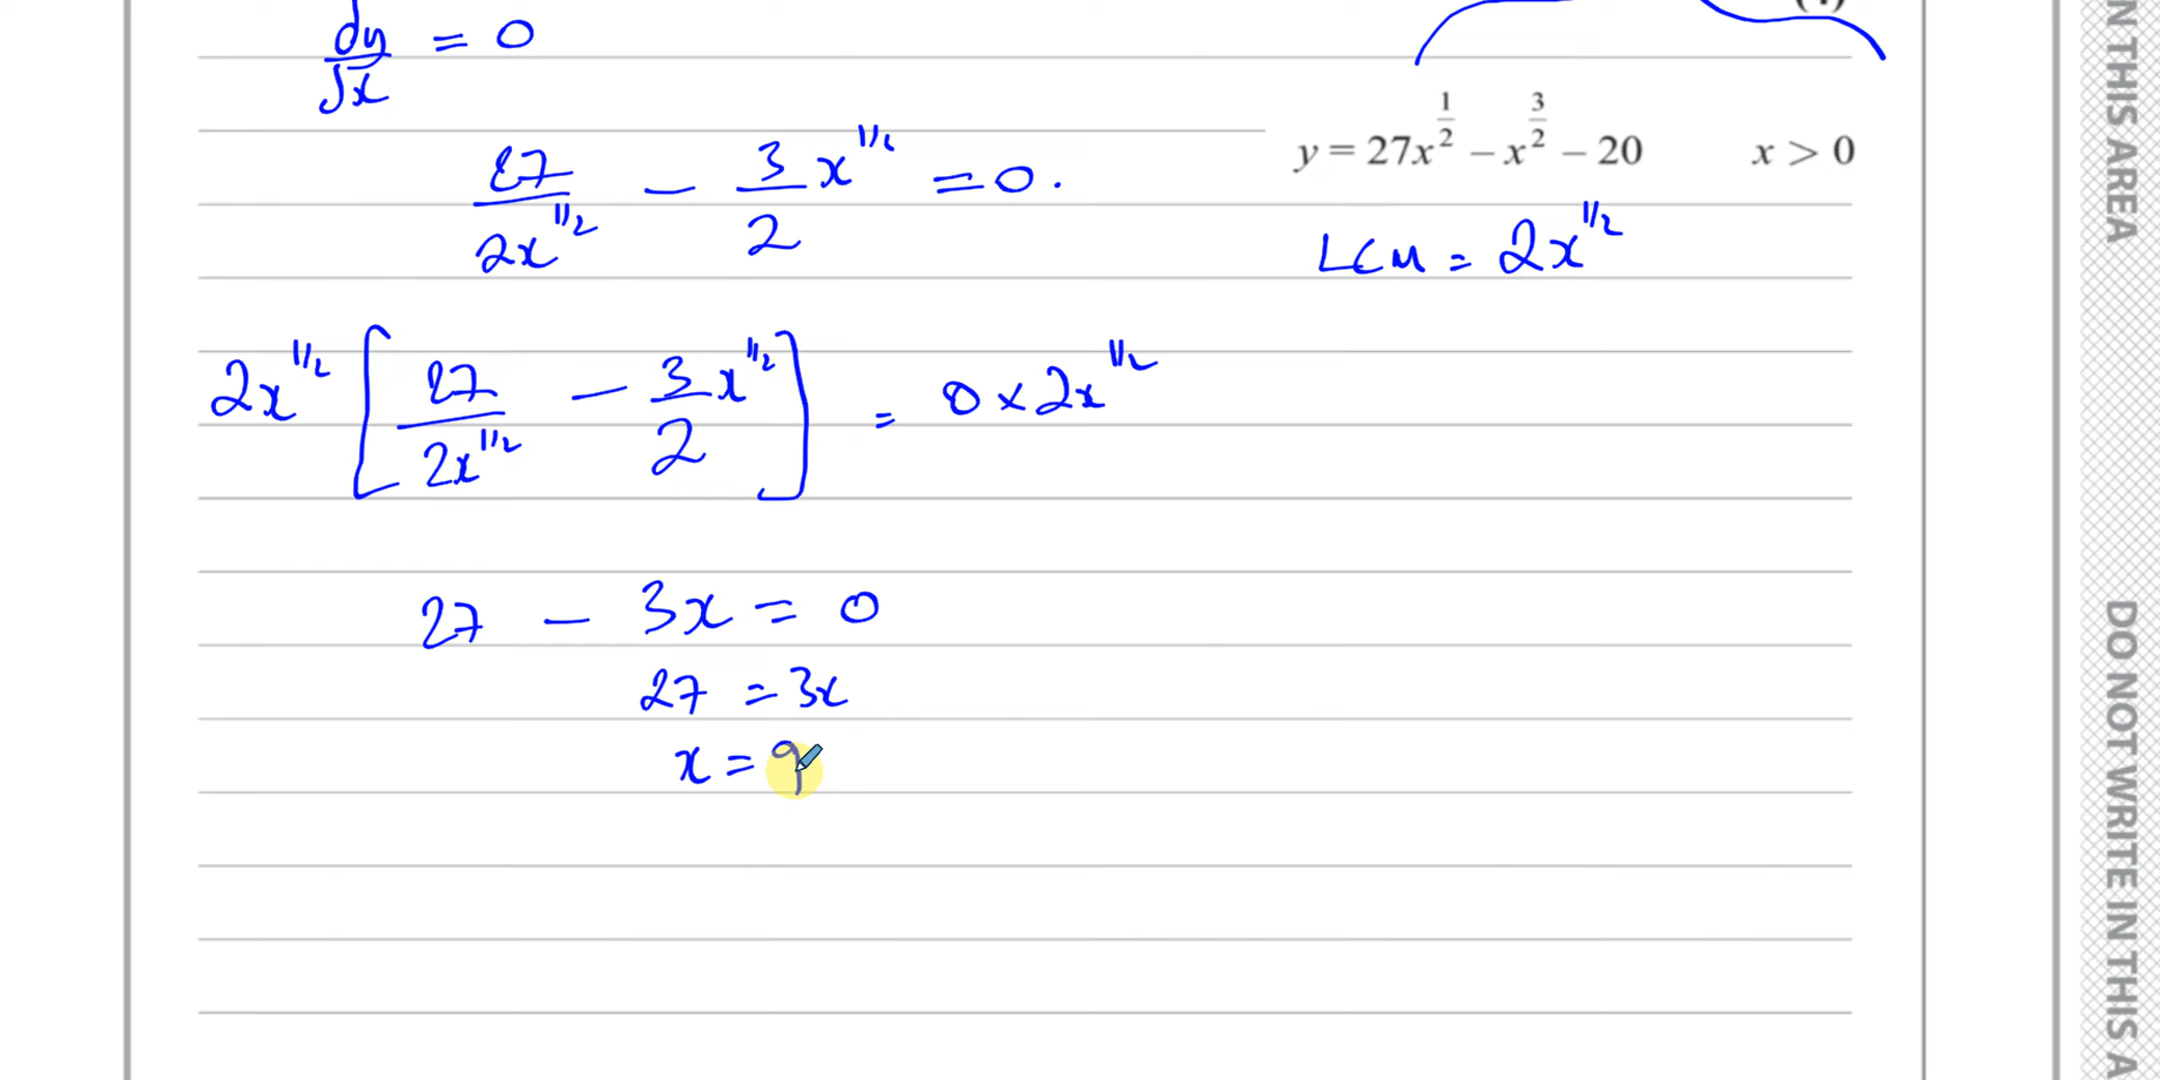 dy/dx = 0
27/2x^1/2 − 3/2 x^1/2 = 0.
y = 27x^1/2 − x^3/2 − 20 x > 0
LCM = 2x^1/2
2x^1/2 [27/2x^1/2 − 3/2 x^1/2] = 0 × 2x^1/2
27 − 3x = 0
27 = 3x
x = 9
N THIS AREA
DO NOT WRITE IN THIS A